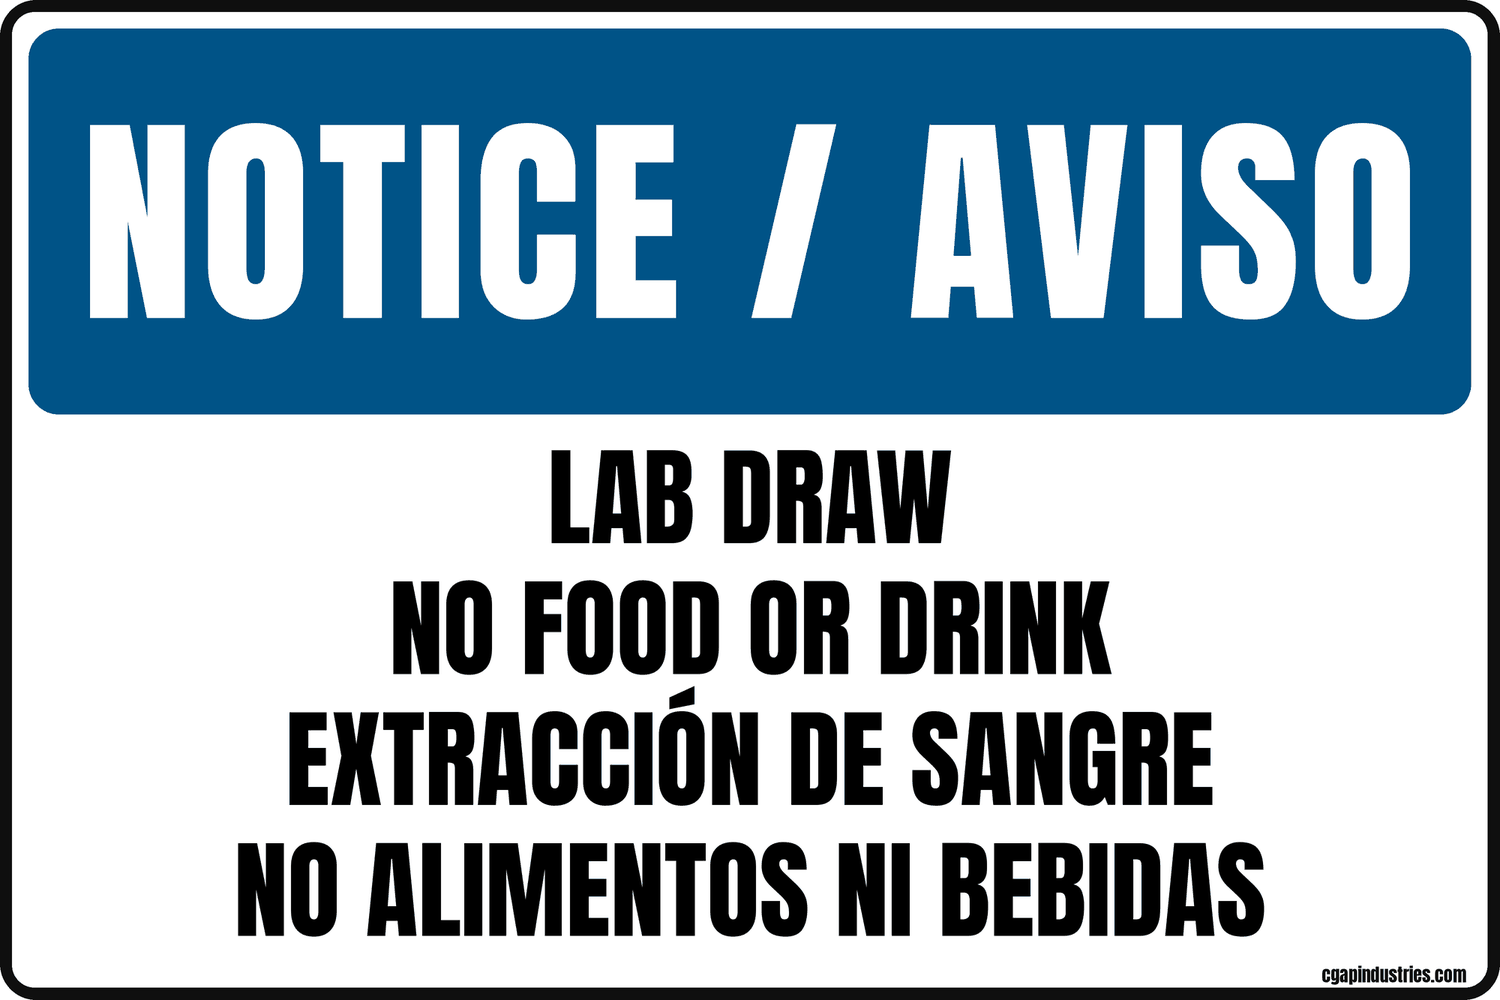 NOTICE / AVISO
LAB DRAW
NO FOOD OR DRINK
EXTRACCIÓN DE SANGRE
NO ALIMENTOS NI BEBIDAS
cgapindustries.com